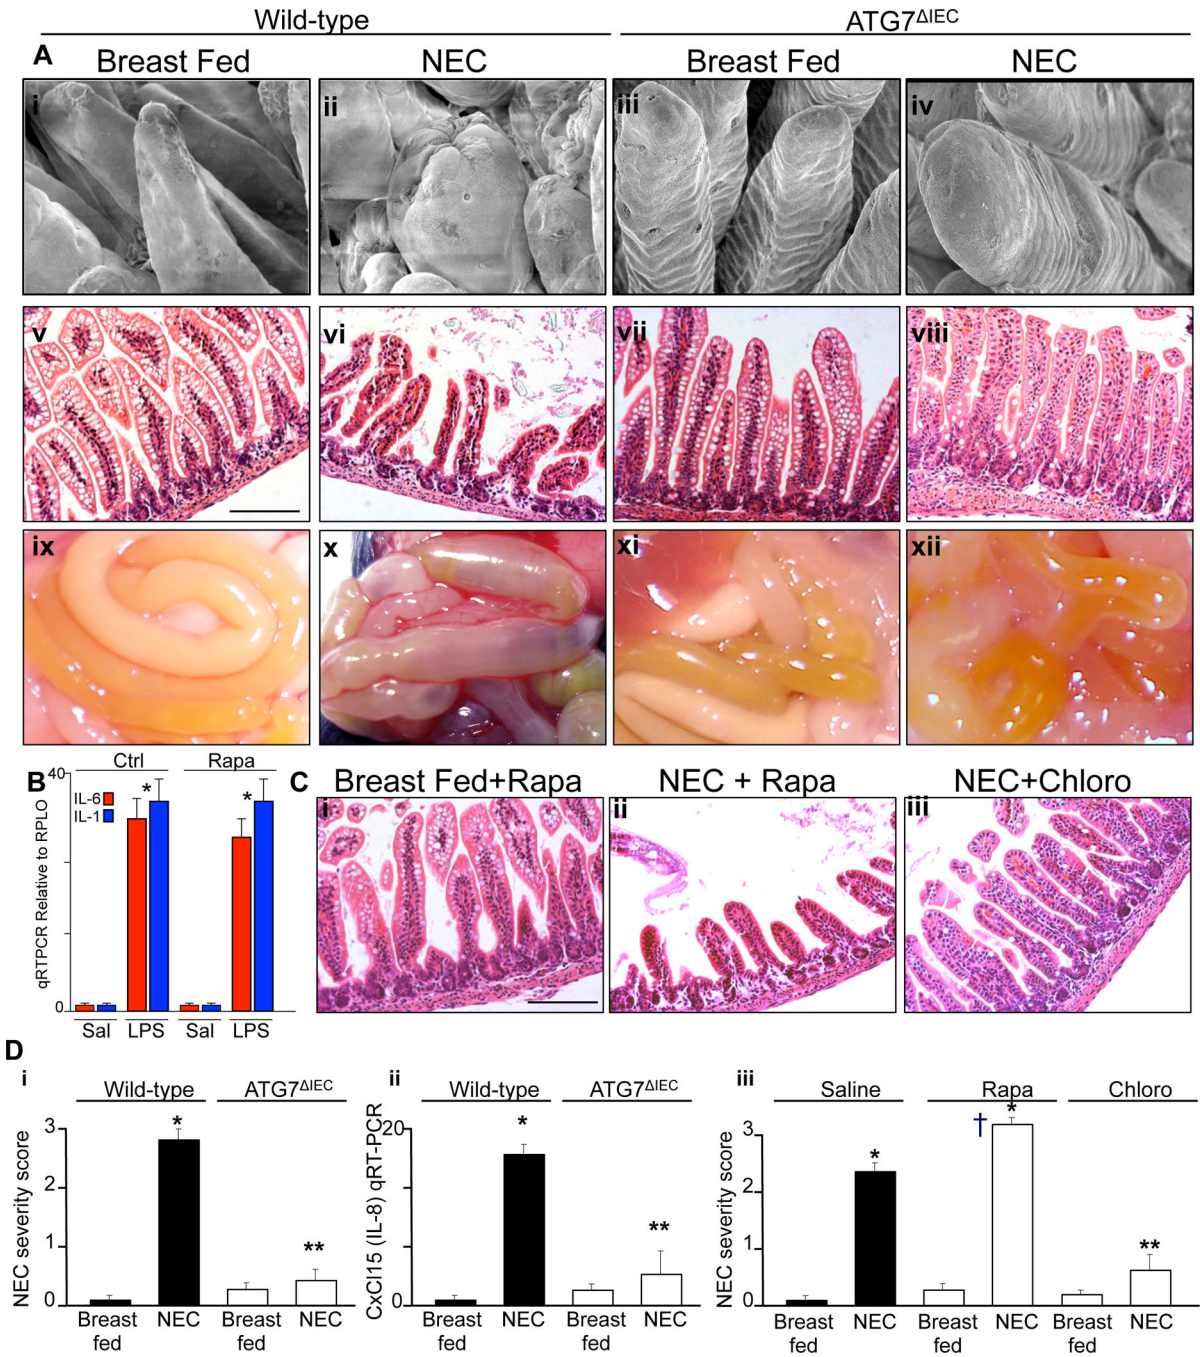 Wild-type ATG7ΔIEC
A Breast Fed NEC Breast Fed NEC
i ii iii iv
v vi vii viii
ix x xi xii
B Ctrl Rapa
40
IL-6
IL-1
qRTPCR Relative to RPLO
0
Sal LPS Sal LPS
C Breast Fed+Rapa NEC + Rapa NEC+Chloro
i ii iii
* *
D
i
Wild-type ATG7ΔIEC
NEC severity score
3
2
1
0
*
**
Breast fed NEC Breast fed NEC
ii
Wild-type ATG7ΔIEC
CxCl15 (IL-8) qRT-PCR
20
0
*
**
Breast fed NEC Breast fed NEC
iii
Saline Rapa Chloro
NEC severity score
3
2
1
0
*
†
*
**
Breast fed NEC Breast fed NEC Breast fed NEC